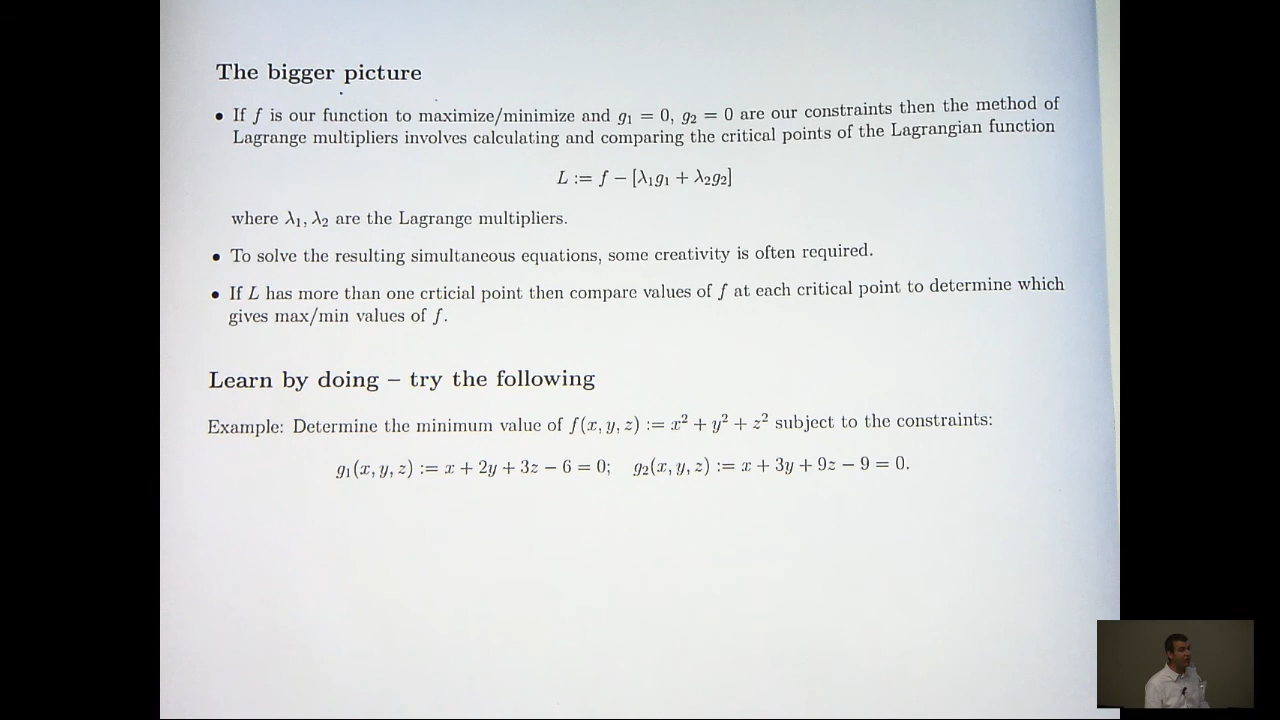 The bigger picture
• If f is our function to maximize/minimize and g₁ = 0, g₂ = 0 are our constraints then the method of
Lagrange multipliers involves calculating and comparing the critical points of the Lagrangian function
L := f − [λ₁g₁ + λ₂g₂]
where λ₁, λ₂ are the Lagrange multipliers.
• To solve the resulting simultaneous equations, some creativity is often required.
• If L has more than one crticial point then compare values of f at each critical point to determine which
gives max/min values of f.
Learn by doing – try the following
Example: Determine the minimum value of f(x, y, z) := x² + y² + z² subject to the constraints:
g₁(x, y, z) := x + 2y + 3z − 6 = 0; g₂(x, y, z) := x + 3y + 9z − 9 = 0.